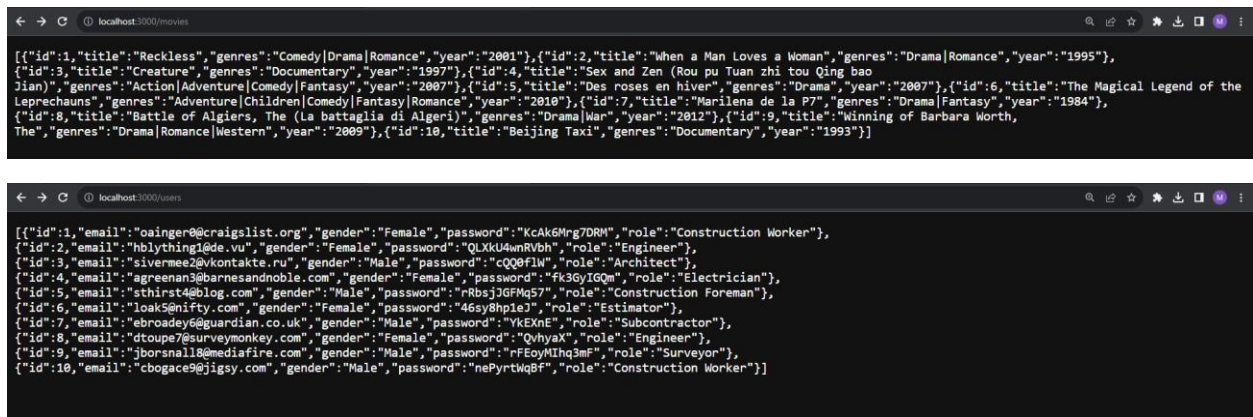 localhost:3000/movies
[{"id":1,"title":"Reckless","genres":"Comedy|Drama|Romance","year":"2001"},{"id":2,"title":"When a Man Loves a Woman","genres":"Drama|Romance","year":"1995"},
{"id":3,"title":"Creature","genres":"Documentary","year":"1997"},{"id":4,"title":"Sex and Zen (Rou pu Tuan zhi tou Qing bao
Jian)","genres":"Action|Adventure|Comedy|Fantasy","year":"2007"},{"id":5,"title":"Des roses en hiver","genres":"Drama","year":"2007"},{"id":6,"title":"The Magical Legend of the
Leprechauns","genres":"Adventure|Children|Comedy|Fantasy|Romance","year":"2010"},{"id":7,"title":"Marilena de la P7","genres":"Drama|Fantasy","year":"1984"},
{"id":8,"title":"Battle of Algiers, The (La battaglia di Algeri)","genres":"Drama|War","year":"2012"},{"id":9,"title":"Winning of Barbara Worth,
The","genres":"Drama|Romance|Western","year":"2009"},{"id":10,"title":"Beijing Taxi","genres":"Documentary","year":"1993"}]
localhost:3000/users
[{"id":1,"email":"oainger0@craigslist.org","gender":"Female","password":"KcAk6Mrg7DRM","role":"Construction Worker"},
{"id":2,"email":"hblything1@de.vu","gender":"Female","password":"QLXkU4wnRVbh","role":"Engineer"},
{"id":3,"email":"sivermee2@vkontakte.ru","gender":"Male","password":"cQQ0flW","role":"Architect"},
{"id":4,"email":"agreenan3@barnesandnoble.com","gender":"Female","password":"fk3GyIGQm","role":"Electrician"},
{"id":5,"email":"sthirst4@blog.com","gender":"Male","password":"rRbsjJGFMq57","role":"Construction Foreman"},
{"id":6,"email":"loak5@nifty.com","gender":"Female","password":"46sy8hp1eJ","role":"Estimator"},
{"id":7,"email":"ebroadey6@guardian.co.uk","gender":"Male","password":"YkEXnE","role":"Subcontractor"},
{"id":8,"email":"dtoupe7@surveymonkey.com","gender":"Female","password":"QvhyaX","role":"Engineer"},
{"id":9,"email":"jborsnall8@mediafire.com","gender":"Male","password":"rFEoyMIhq3mF","role":"Surveyor"},
{"id":10,"email":"cbogace9@jigsy.com","gender":"Male","password":"nePyrtWqBf","role":"Construction Worker"}]